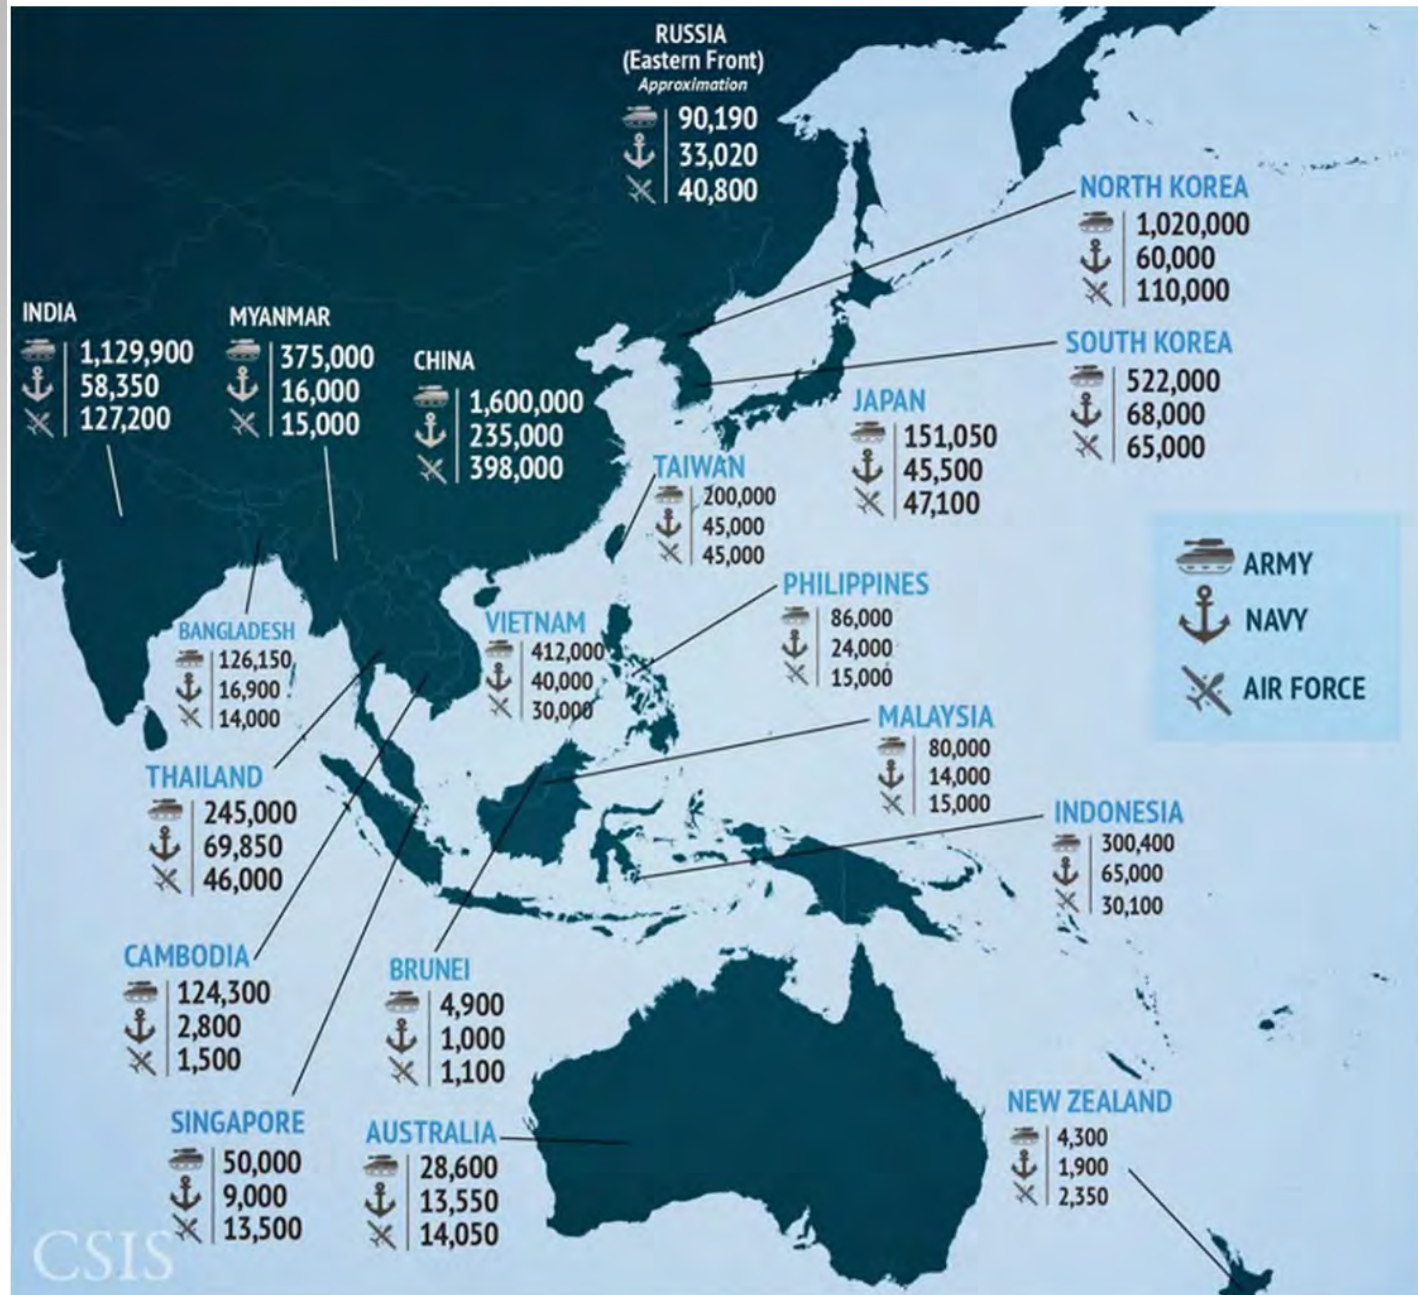 RUSSIA
(Eastern Front)
Approximation
90,190
33,020
40,800
NORTH KOREA
1,020,000
60,000
110,000
INDIA
1,129,900
58,350
127,200
MYANMAR
375,000
16,000
15,000
CHINA
1,600,000
235,000
398,000
SOUTH KOREA
522,000
68,000
65,000
JAPAN
151,050
45,500
47,100
TAIWAN
200,000
45,000
45,000
ARMY
NAVY
AIR FORCE
PHILIPPINES
86,000
24,000
15,000
BANGLADESH
126,150
16,900
14,000
VIETNAM
412,000
40,000
30,000
MALAYSIA
80,000
14,000
15,000
THAILAND
245,000
69,850
46,000
INDONESIA
300,400
65,000
30,100
CAMBODIA
124,300
2,800
1,500
BRUNEI
4,900
1,000
1,100
SINGAPORE
50,000
9,000
13,500
AUSTRALIA
28,600
13,550
14,050
NEW ZEALAND
4,300
1,900
2,350
CSIS